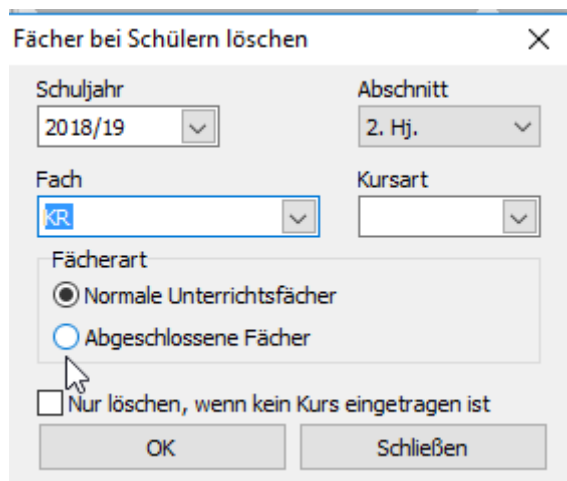 Fächer bei Schülern löschen
Schuljahr Abschnitt
2018/19 2. Hj.
Fach Kursart
KR
Fächerart
Normale Unterrichtsfächer
Abgeschlossene Fächer
Nur löschen, wenn kein Kurs eingetragen ist
OK Schließen